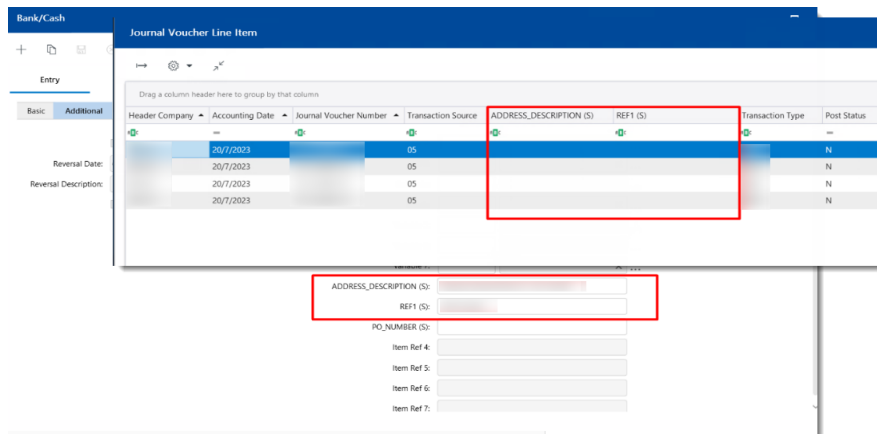 Bank/Cash
Journal Voucher Line Item
Entry
Drag a column header here to group by that column
Basic Additional
Header Company Accounting Date Journal Voucher Number Transaction Source ADDRESS_DESCRIPTION (S) REF1 (S) Transaction Type Post Status
20/7/2023 05 N
Reversal Date: 20/7/2023 05 N
Reversal Description: 20/7/2023 05 N
20/7/2023 05 N
ADDRESS_DESCRIPTION (S):
REF1 (S):
PO_NUMBER (S):
Item Ref 4:
Item Ref 5:
Item Ref 6:
Item Ref 7: